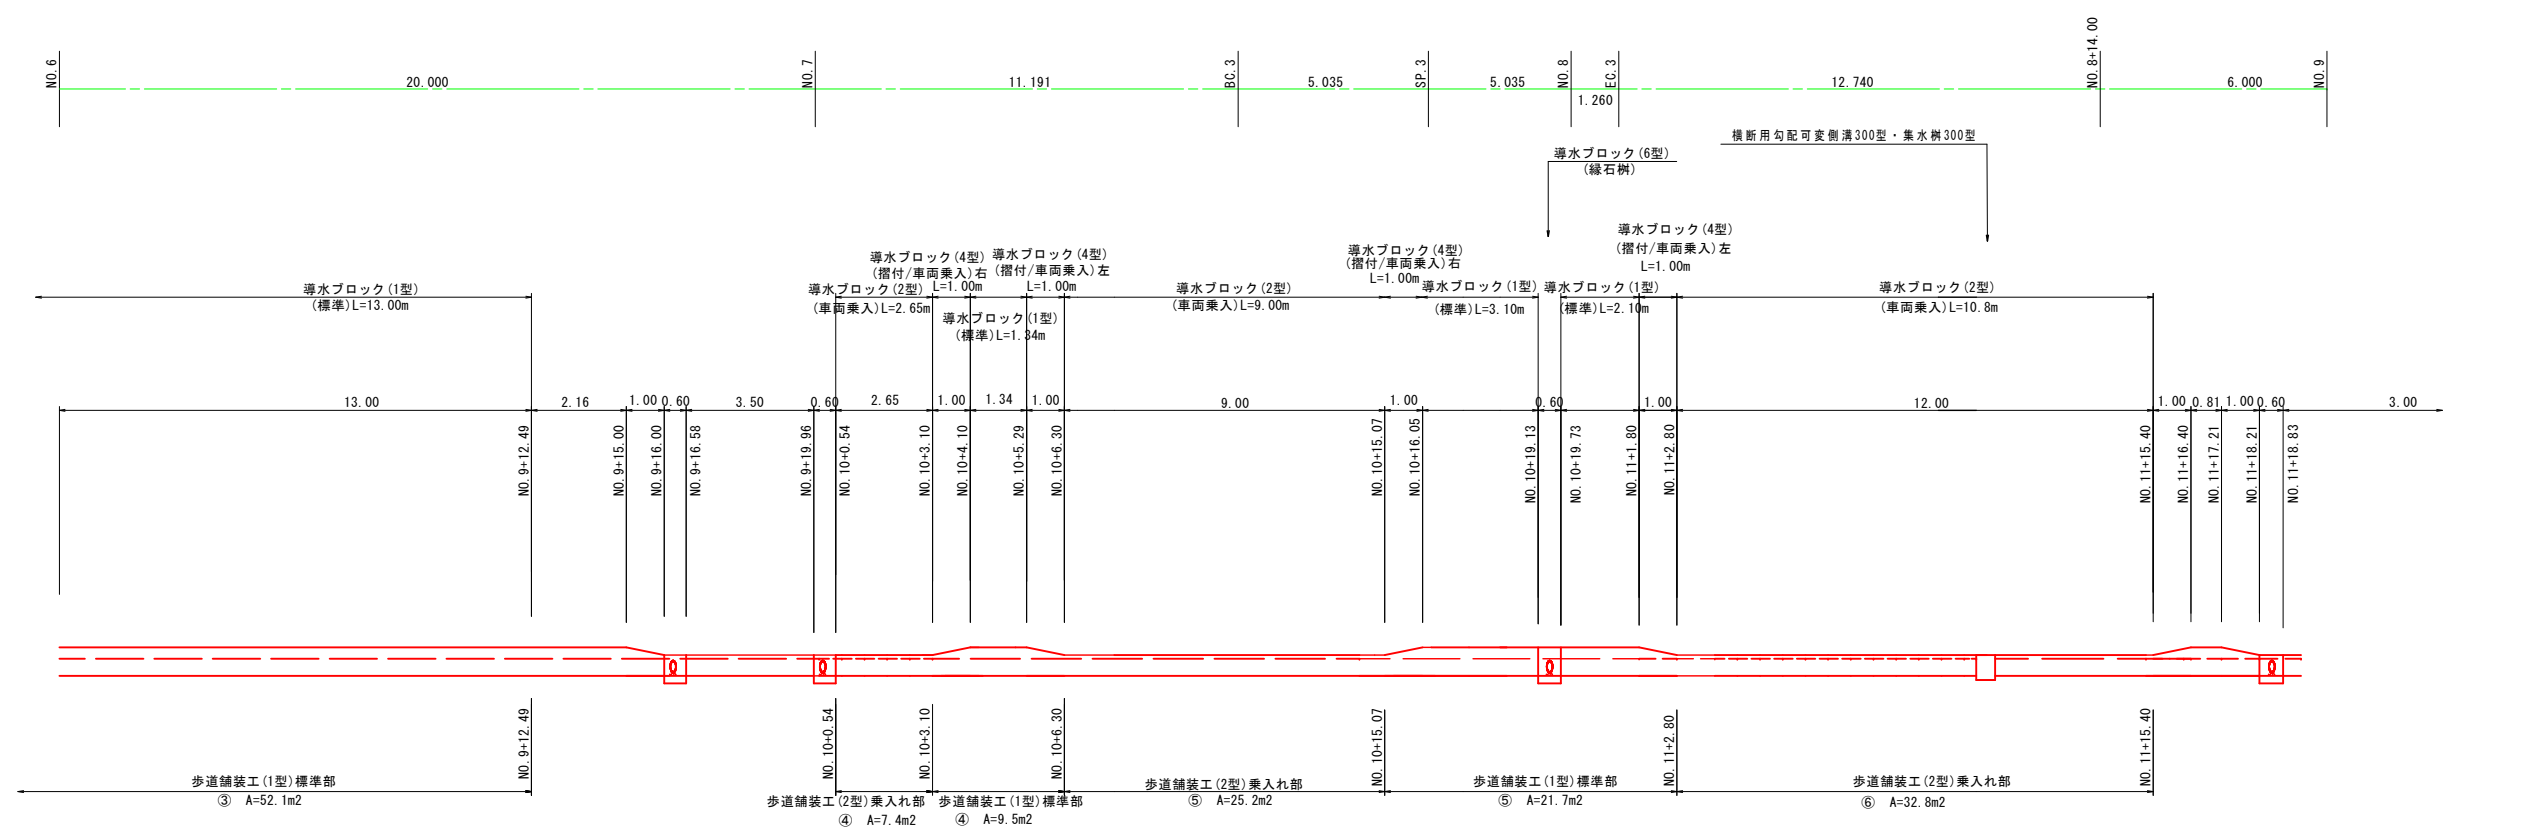 NO.6
20.000
NO.7
11.191
BC.3
5.035
SP.3
5.035
NO.8
1.260
EC.3
12.740
NO.8+14.00
6.000
NO.9
横断用勾配可変側溝300型・集水桝300型
導水ブロック(6型)
(縁石桝)
導水ブロック(1型)
(標準)L=13.00m
導水ブロック(2型)
(車両乗入)L=2.65m
導水ブロック(4型)
(摺付/車両乗入)右
L=1.00m
導水ブロック(1型)
(標準)L=1.34m
導水ブロック(4型)
(摺付/車両乗入)左
L=1.00m
導水ブロック(2型)
(車両乗入)L=9.00m
導水ブロック(4型)
(摺付/車両乗入)右
L=1.00m
導水ブロック(1型)
(標準)L=3.10m
導水ブロック(1型)
(標準)L=2.10m
導水ブロック(4型)
(摺付/車両乗入)左
L=1.00m
導水ブロック(2型)
(車両乗入)L=10.8m
13.00
2.16
1.00
0.60
3.50
0.60
2.65
1.00
1.34
1.00
9.00
1.00
0.60
1.00
12.00
1.00
0.81
1.00
0.60
3.00
NO.9+12.49
NO.9+15.00
NO.9+16.00
NO.9+16.58
NO.9+19.96
NO.10+0.54
NO.10+3.10
NO.10+4.10
NO.10+5.29
NO.10+6.30
NO.10+15.07
NO.10+16.05
NO.10+19.13
NO.10+19.73
NO.11+1.80
NO.11+2.80
NO.11+15.40
NO.11+16.40
NO.11+17.21
NO.11+18.21
NO.11+18.83
NO.9+12.49
NO.10+0.54
NO.10+3.10
NO.10+6.30
NO.10+15.07
NO.11+2.80
NO.11+15.40
歩道舗装工(1型)標準部
③ A=52.1m2
歩道舗装工(2型)乗入れ部
④ A=7.4m2
歩道舗装工(1型)標準部
④ A=9.5m2
歩道舗装工(2型)乗入れ部
⑤ A=25.2m2
歩道舗装工(1型)標準部
⑤ A=21.7m2
歩道舗装工(2型)乗入れ部
⑥ A=32.8m2